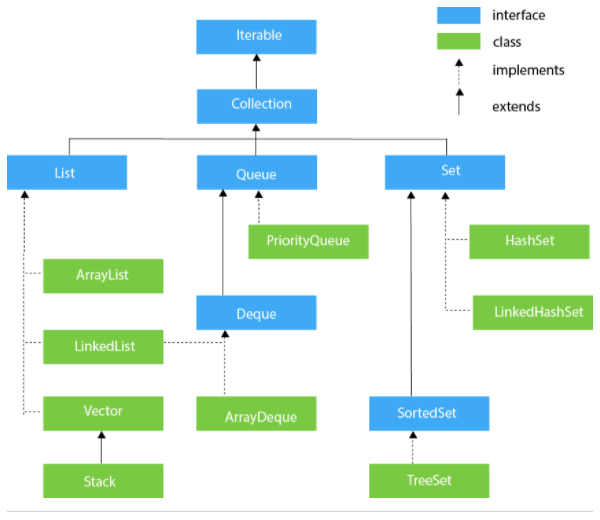 Iterable
interface
class
implements
extends
Collection
List
Queue
Set
PriorityQueue
HashSet
ArrayList
Deque
LinkedHashSet
LinkedList
Vector
ArrayDeque
SortedSet
Stack
TreeSet